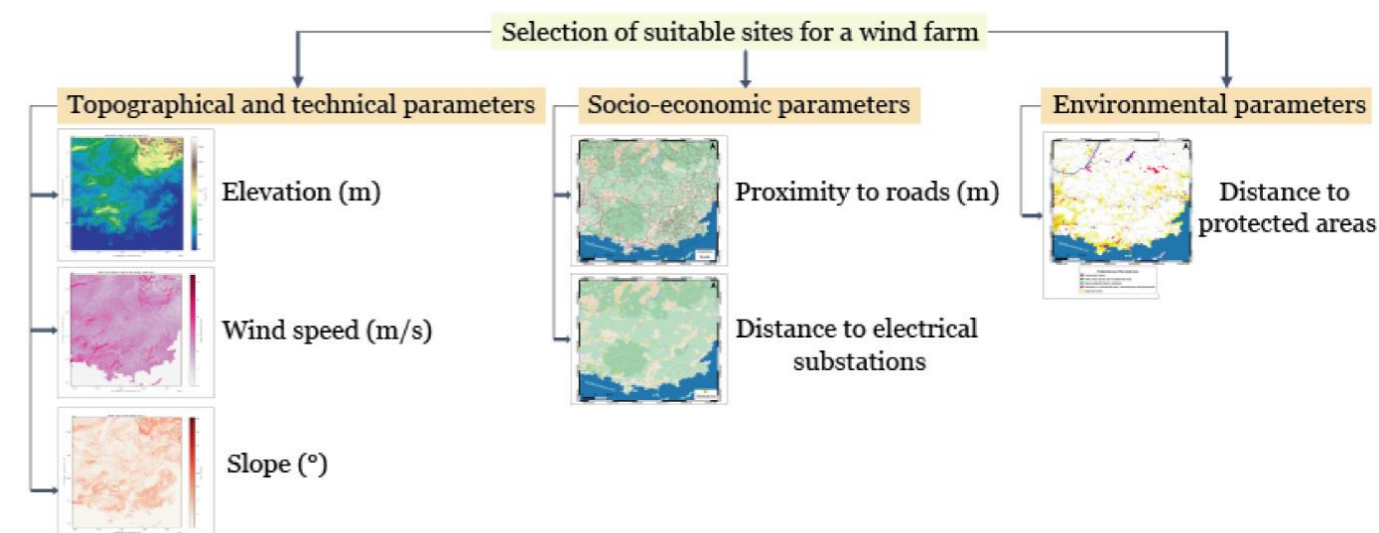 Selection of suitable sites for a wind farm
Topographical and technical parameters
Elevation (m)
Wind speed (m/s)
Slope (°)
Socio-economic parameters
Proximity to roads (m)
Distance to electrical
substations
Environmental parameters
Distance to
protected areas